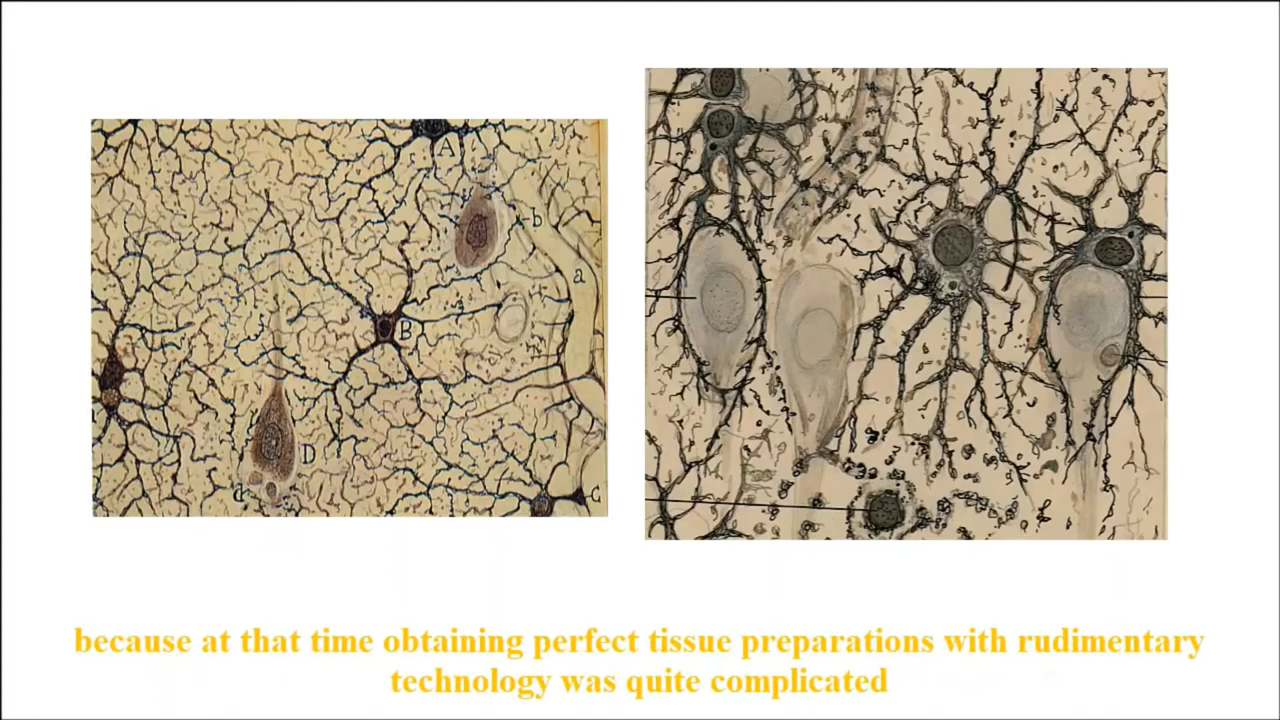 A
b
a
B
D
d
C
because at that time obtaining perfect tissue preparations with rudimentary
technology was quite complicated